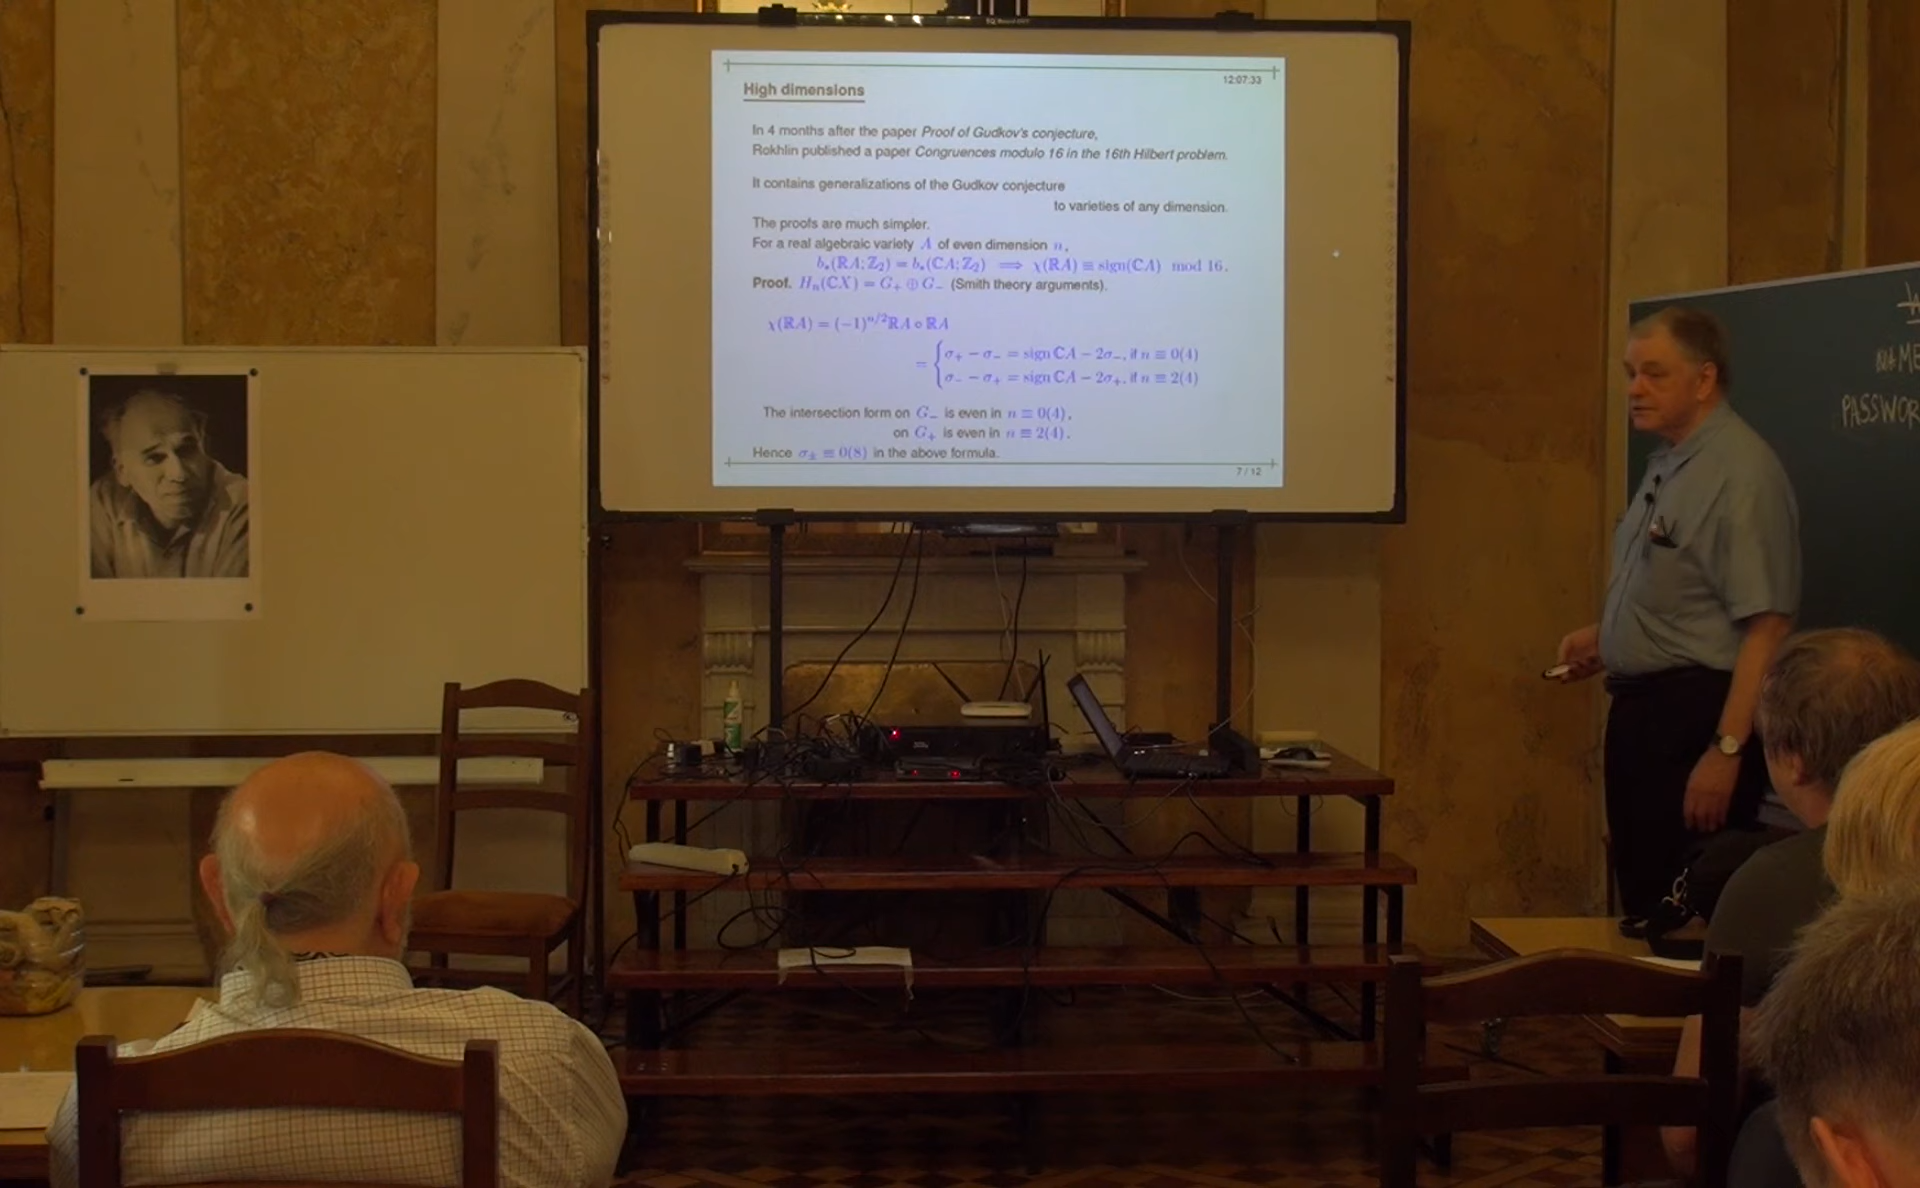 12:07:33
High dimensions
In 4 months after the paper Proof of Gudkov's conjecture,
Rokhlin published a paper Congruences modulo 16 in the 16th Hilbert problem.
It contains generalizations of the Gudkov conjecture
to varieties of any dimension.
The proofs are much simpler.
For a real algebraic variety A of even dimension n,
b∗(ℝA; ℤ₂) = b∗(ℂA; ℤ₂) ⟹ χ(ℝA) ≡ sign(ℂA) mod 16.
Proof. Hₙ(ℂX) = G₊ ⊕ G₋ (Smith theory arguments).
χ(ℝA) = (−1)^{n/2}ℝA ∘ ℝA
= { σ₊ − σ₋ = sign ℂA − 2σ₋, if n ≡ 0(4)
σ₋ − σ₊ = sign ℂA − 2σ₊, if n ≡ 2(4)
The intersection form on G₋ is even in n ≡ 0(4),
on G₊ is even in n ≡ 2(4).
Hence σ± ≡ 0(8) in the above formula.
7 / 12
PASSWOR